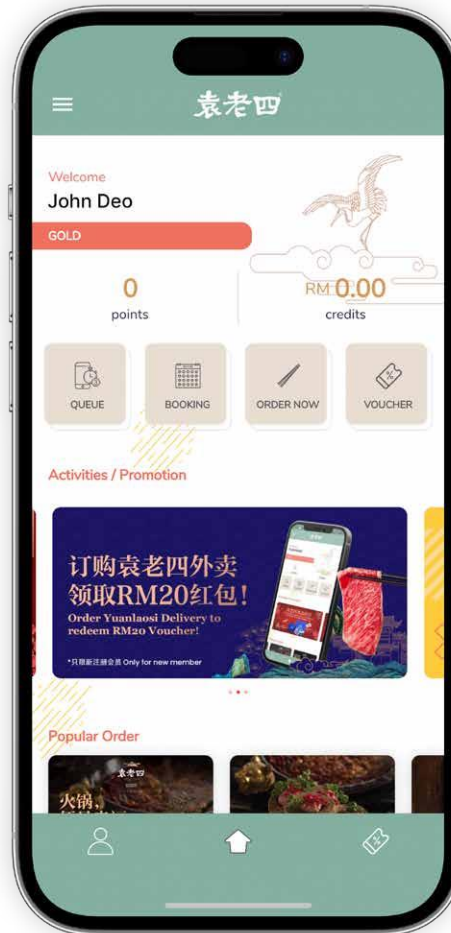 袁老四
Welcome
John Deo
GOLD
0
points
RM 0.00
credits
QUEUE
BOOKING
ORDER NOW
VOUCHER
Activities / Promotion
订购袁老四外卖
领取RM20红包!
Order Yuanlaosi Delivery to
redeem RM20 Voucher!
*只限新注册会员 Only for new member
Popular Order
袁老四
火锅,